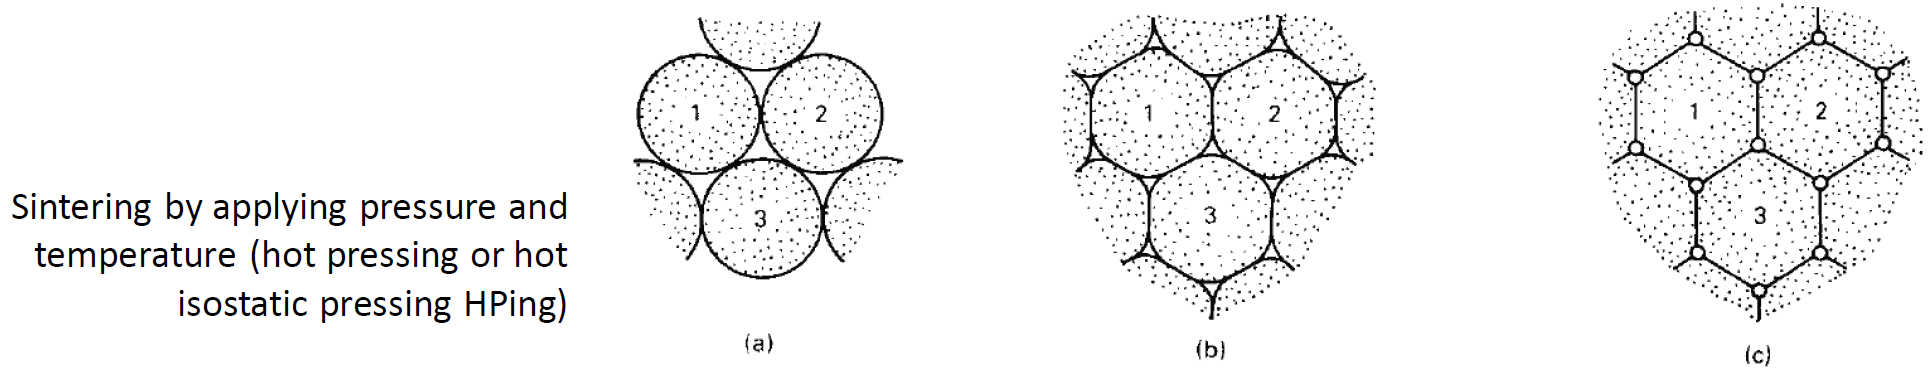 Sintering by applying pressure and
temperature (hot pressing or hot
isostatic pressing HPing)
1 2
3
(a)
1 2
3
(b)
1 2
3
(c)